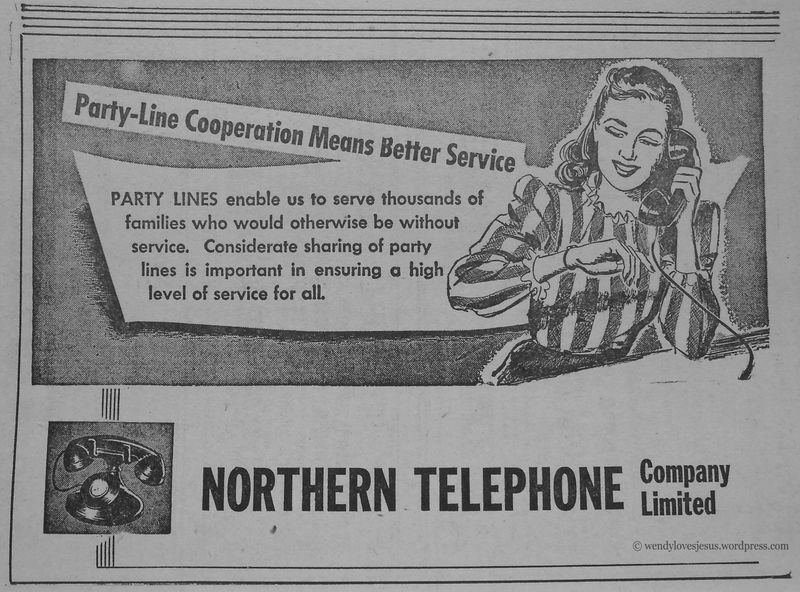 Party-Line Cooperation Means Better Service
PARTY LINES enable us to serve thousands of
families who would otherwise be without
service. Considerate sharing of party
lines is important in ensuring a high
level of service for all.
NORTHERN TELEPHONE Company
Limited
© wendylovesjesus.wordpress.com